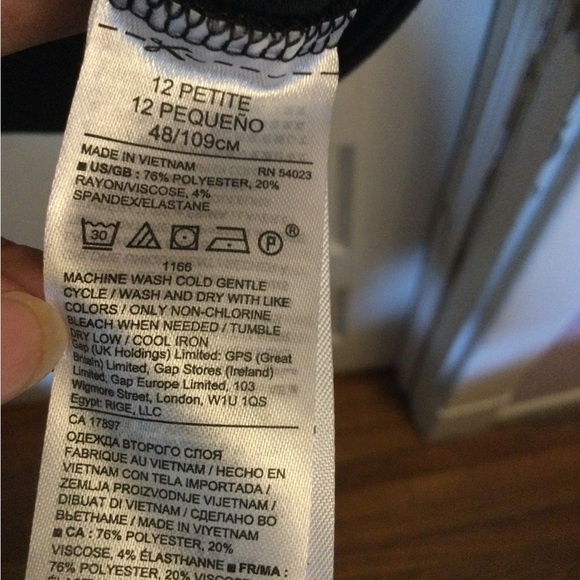 12 PETITE
12 PEQUEÑO
48/109CM
MADE IN VIETNAM RN 54023
■ US/GB : 76% POLYESTER, 20%
RAYON/VISCOSE, 4%
SPANDEX/ELASTANE
30 P ®
1166
MACHINE WASH COLD GENTLE
CYCLE / WASH AND DRY WITH LIKE
COLORS / ONLY NON-CHLORINE
BLEACH WHEN NEEDED / TUMBLE
DRY LOW / COOL IRON
Gap (UK Holdings) Limited: GPS (Great
Britain) Limited, Gap Stores (Ireland)
Limited, Gap Europe Limited, 103
Wigmore Street, London, W1U 1QS
Egypt: RIGE, LLC
CA 17897
ОДЕЖДА ВТОРОГО СЛОЯ
FABRIQUE AU VIETNAM / HECHO EN
VIETNAM CON TELA IMPORTADA /
ZEMLJA PROIZVODNJE VIJETNAM /
DIBUAT DI VIETNAM / СДЕЛАНО ВО
ВЬЕТНАМЕ / MADE IN VIYETNAM
■ CA : 76% POLYESTER, 20%
VISCOSE, 4% ÉLASTHANNE ■ FR/MA :
76% POLYESTER, 20% VISCOSE